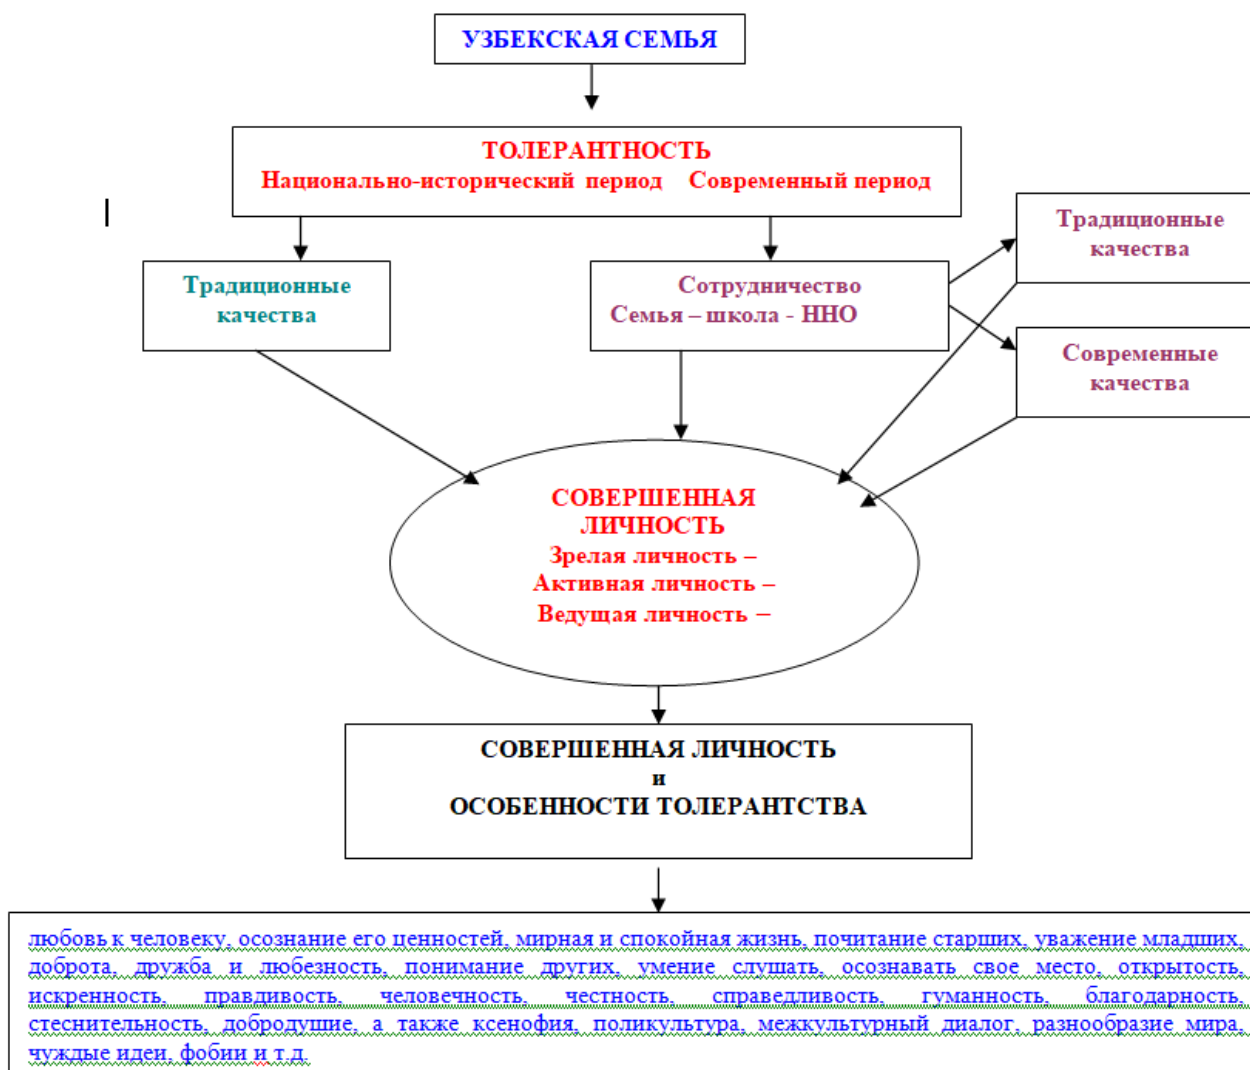 УЗБЕКСКАЯ СЕМЬЯ
ТОЛЕРАНТНОСТЬ
Национально-исторический период Современный период
Традиционные
качества
Сотрудничество
Семья – школа - ННО
Традиционные
качества
Современные
качества
СОВЕРШЕННАЯ
ЛИЧНОСТЬ
Зрелая личность –
Активная личность –
Ведущая личность –
СОВЕРШЕННАЯ ЛИЧНОСТЬ
и
ОСОБЕННОСТИ ТОЛЕРАНТСТВА
любовь к человеку, осознание его ценностей, мирная и спокойная жизнь, почитание старших, уважение младших,
доброта, дружба и любезность, понимание других, умение слушать, осознавать свое место, открытость,
искренность, правдивость, человечность, честность, справедливость, гуманность, благодарность,
стеснительность, добродушие, а также ксенофия, поликультура, межкультурный диалог, разнообразие мира,
чуждые идеи, фобии и т.д.